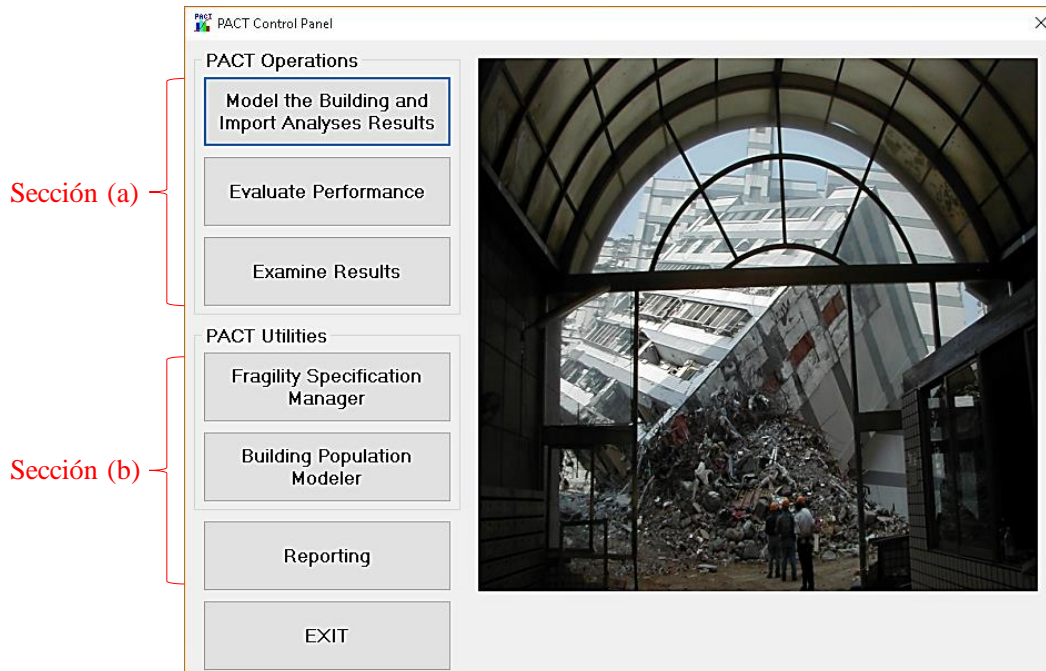 PACT
PACT Control Panel
PACT Operations
Model the Building and
Import Analyses Results
Sección (a)
Evaluate Performance
Examine Results
PACT Utilities
Fragility Specification
Manager
Sección (b)
Building Population
Modeler
Reporting
EXIT